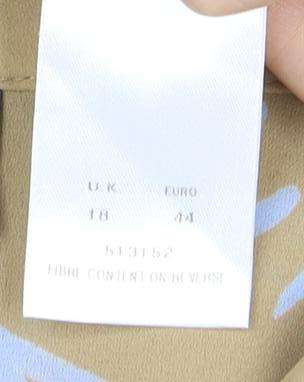 U.K. EURO
18 44
513152
FIBRE CONTENT ON REVERSE